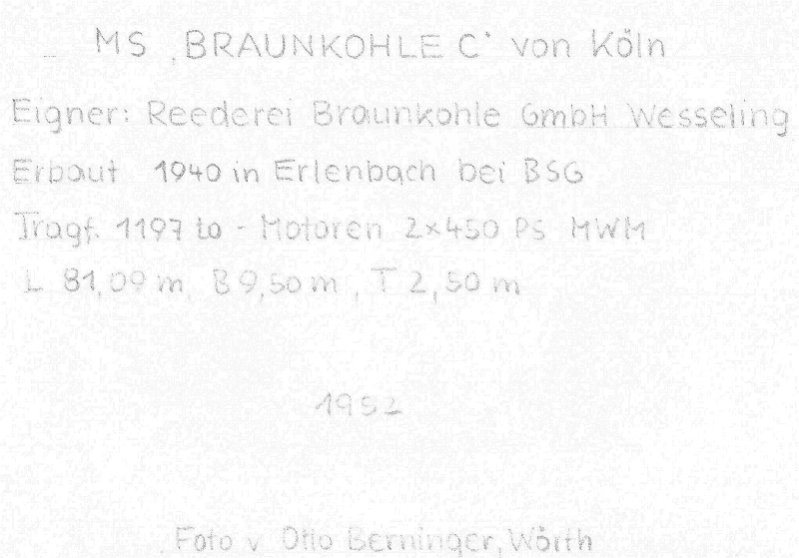 MS ‚BRAUNKOHLE C‘ von Köln
Eigner: Reederei Braunkohle GmbH Wesseling
Erbaut 1940 in Erlenbach bei BSG
Tragf. 1197 to - Motoren 2x450 PS MWM
L 81,09 m, B 9,50 m, T 2,50 m
1952
Foto v. Otto Berninger, Wörth